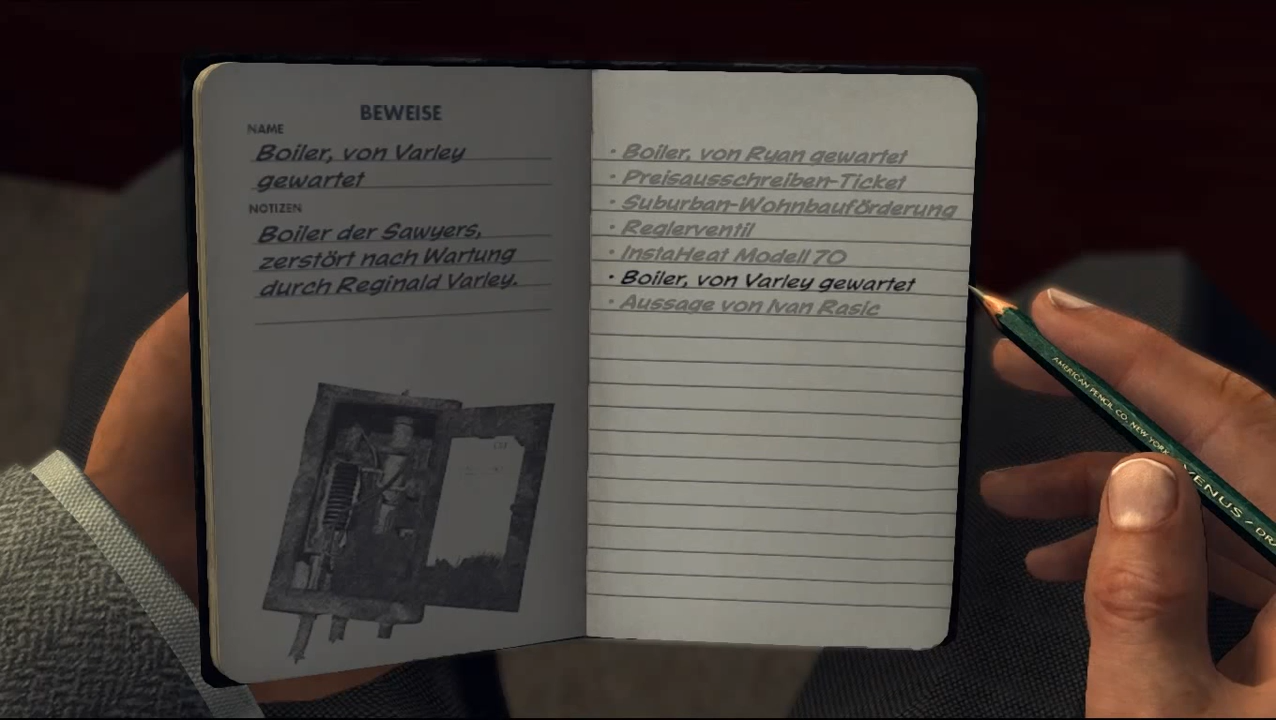 BEWEISE
NAME
Boiler, von Varley
gewartet
NOTIZEN
Boiler der Sawyers,
zerstört nach Wartung
durch Reginald Varley.
• Boiler, von Ryan gewartet
• Preisausschreiben-Ticket
• Suburban-Wohnbauförderung
• Reglerventil
• InstaHeat Modell 70
• Boiler, von Varley gewartet
• Aussage von Ivan Rasic
AMERICAN PENCIL CO. NEW YORK
VENUS / DRA